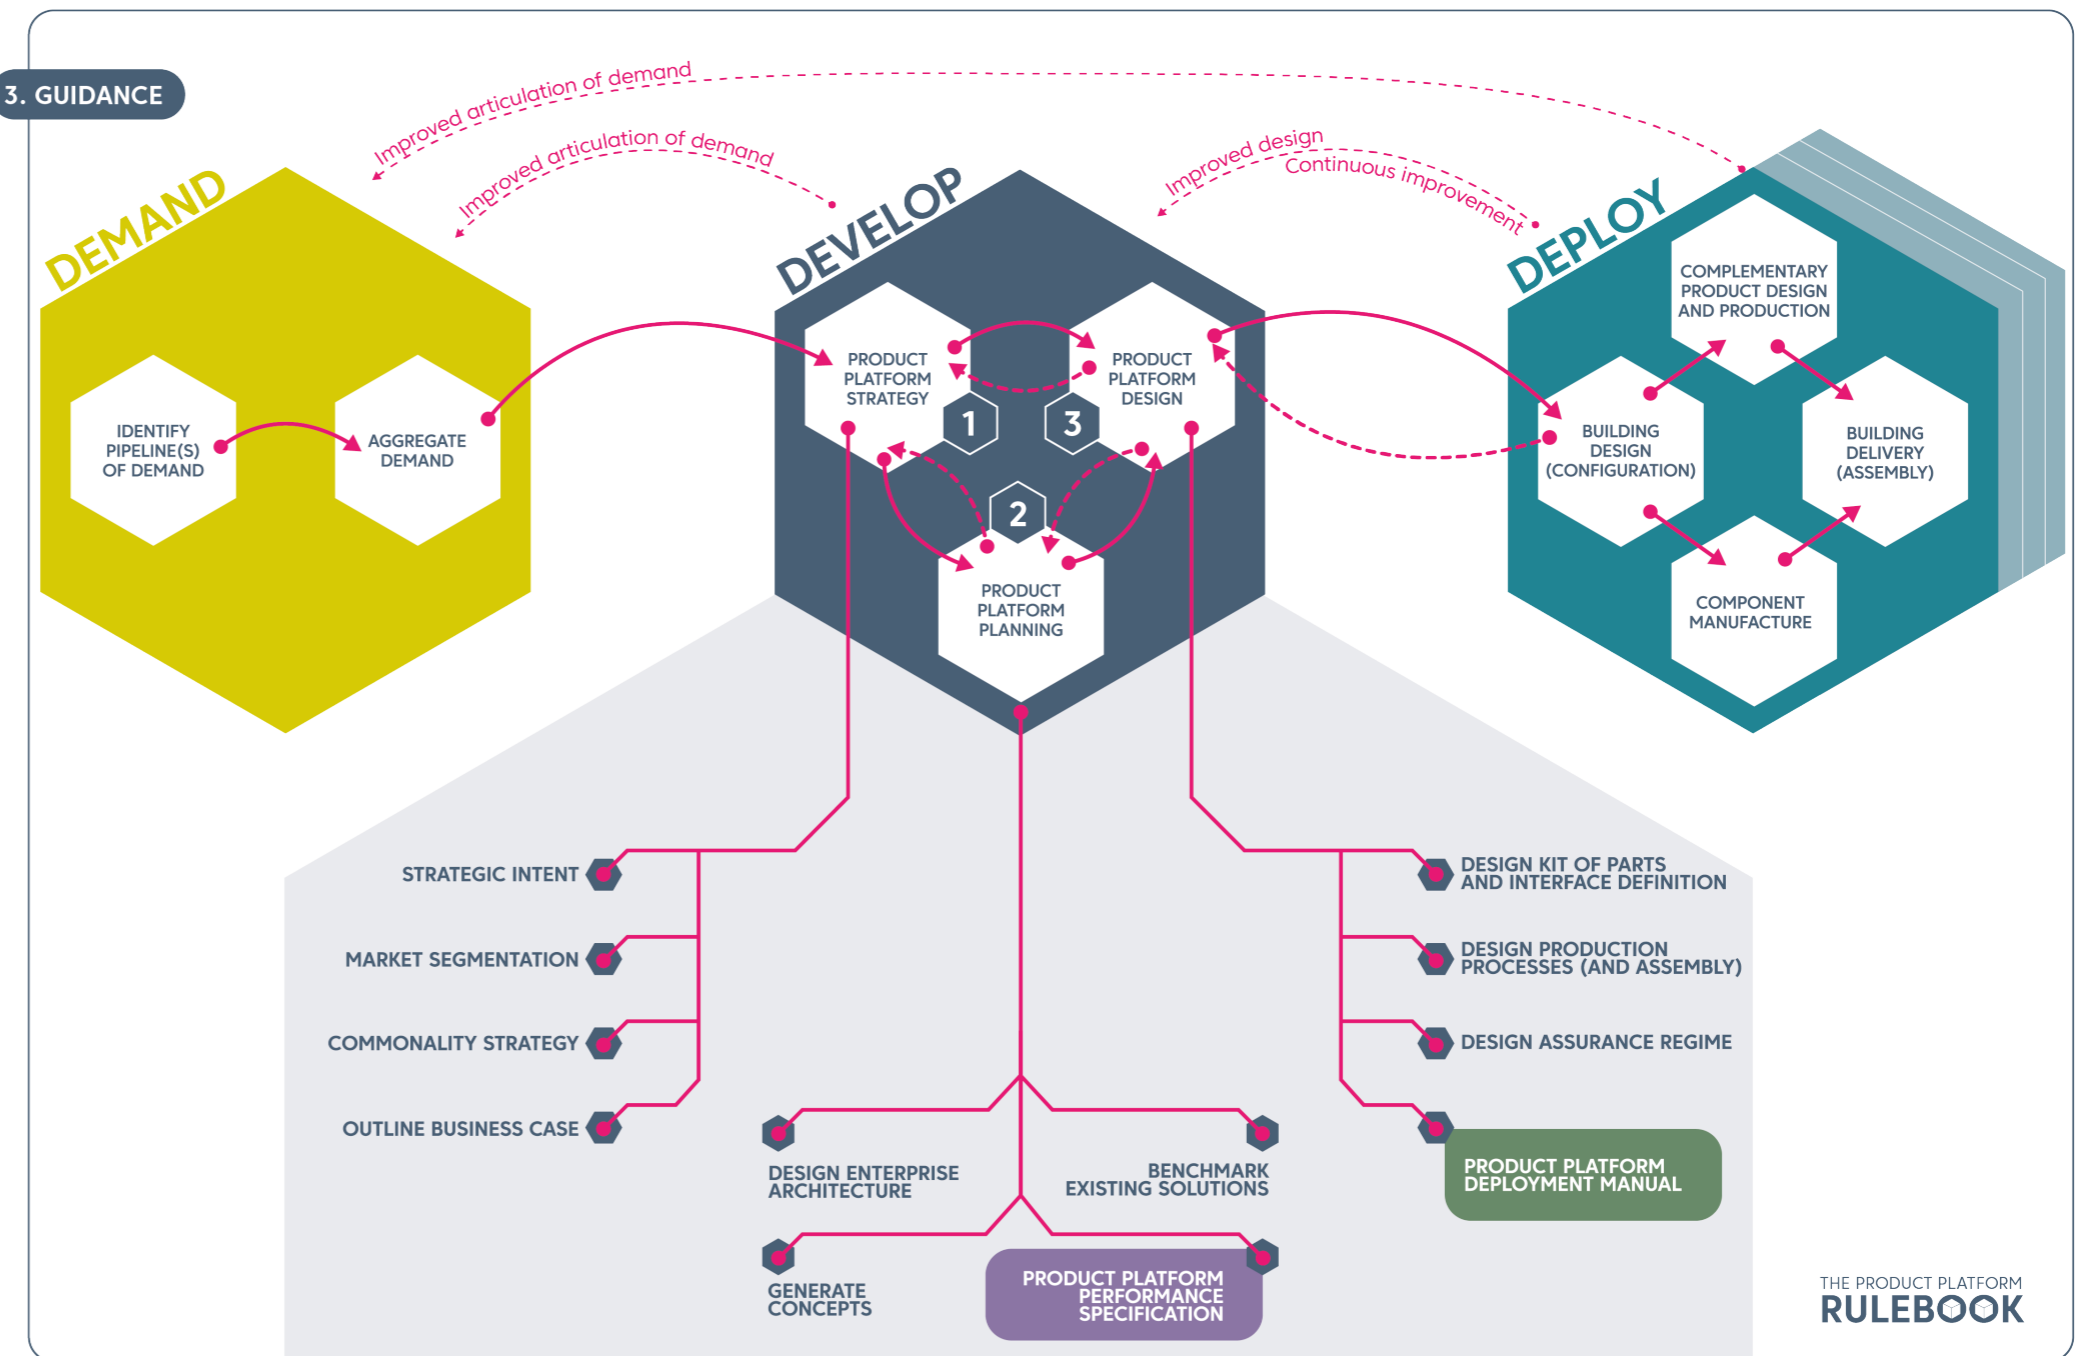 3. GUIDANCE
Improved articulation of demand
Improved articulation of demand
Improved design
Continuous improvement
DEMAND
IDENTIFY
PIPELINE(S)
OF DEMAND
AGGREGATE
DEMAND
DEVELOP
PRODUCT
PLATFORM
STRATEGY
1
3
PRODUCT
PLATFORM
DESIGN
2
PRODUCT
PLATFORM
PLANNING
DEPLOY
COMPLEMENTARY
PRODUCT DESIGN
AND PRODUCTION
BUILDING
DESIGN
(CONFIGURATION)
BUILDING
DELIVERY
(ASSEMBLY)
COMPONENT
MANUFACTURE
STRATEGIC INTENT
MARKET SEGMENTATION
COMMONALITY STRATEGY
OUTLINE BUSINESS CASE
DESIGN ENTERPRISE
ARCHITECTURE
BENCHMARK
EXISTING SOLUTIONS
GENERATE
CONCEPTS
PRODUCT PLATFORM
PERFORMANCE
SPECIFICATION
DESIGN KIT OF PARTS
AND INTERFACE DEFINITION
DESIGN PRODUCTION
PROCESSES (AND ASSEMBLY)
DESIGN ASSURANCE REGIME
PRODUCT PLATFORM
DEPLOYMENT MANUAL
THE PRODUCT PLATFORM
RULEBOOK